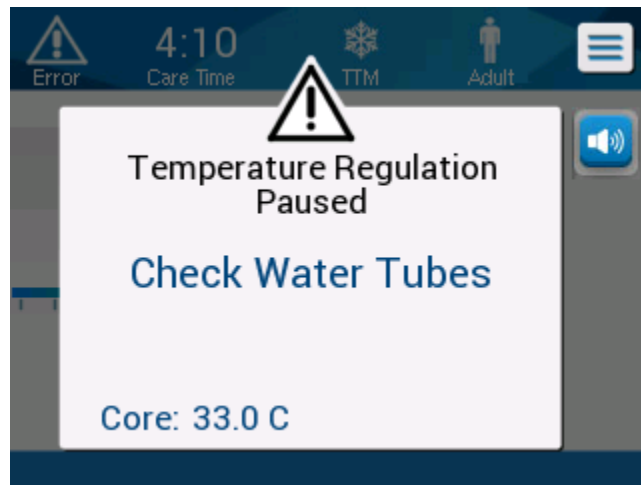 4:10
Error
Care Time
TTM
Adult
Temperature Regulation
Paused
Check Water Tubes
Core: 33.0 C